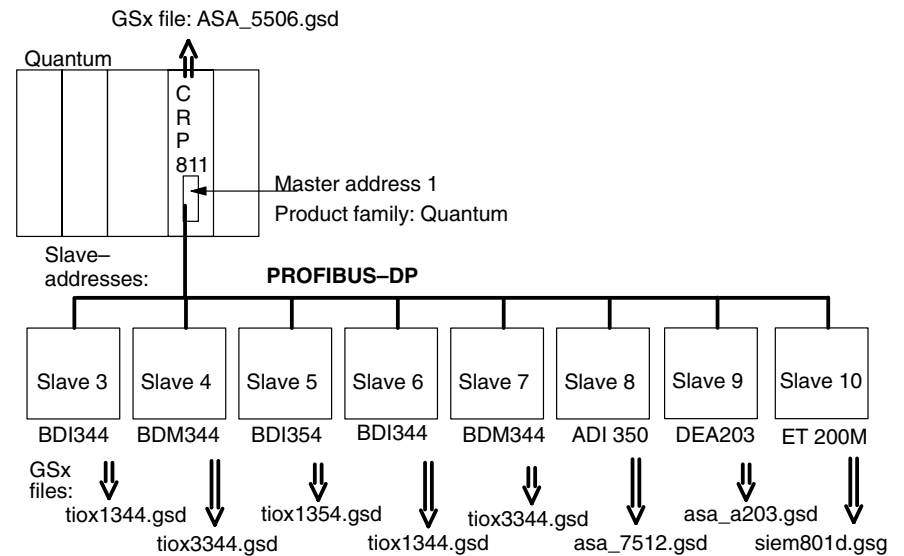 GSx file: ASA_5506.gsd
Quantum
C
R
P
811
Master address 1
Product family: Quantum
Slave–
addresses:
PROFIBUS–DP
Slave 3
Slave 4
Slave 5
Slave 6
Slave 7
Slave 8
Slave 9
Slave 10
BDI344
BDM344
BDI354
BDI344
BDM344
ADI 350
DEA203
ET 200M
GSx
files:
tiox1344.gsd
tiox3344.gsd
tiox1354.gsd
tiox1344.gsd
tiox3344.gsd
asa_7512.gsd
asa_a203.gsd
siem801d.gsg